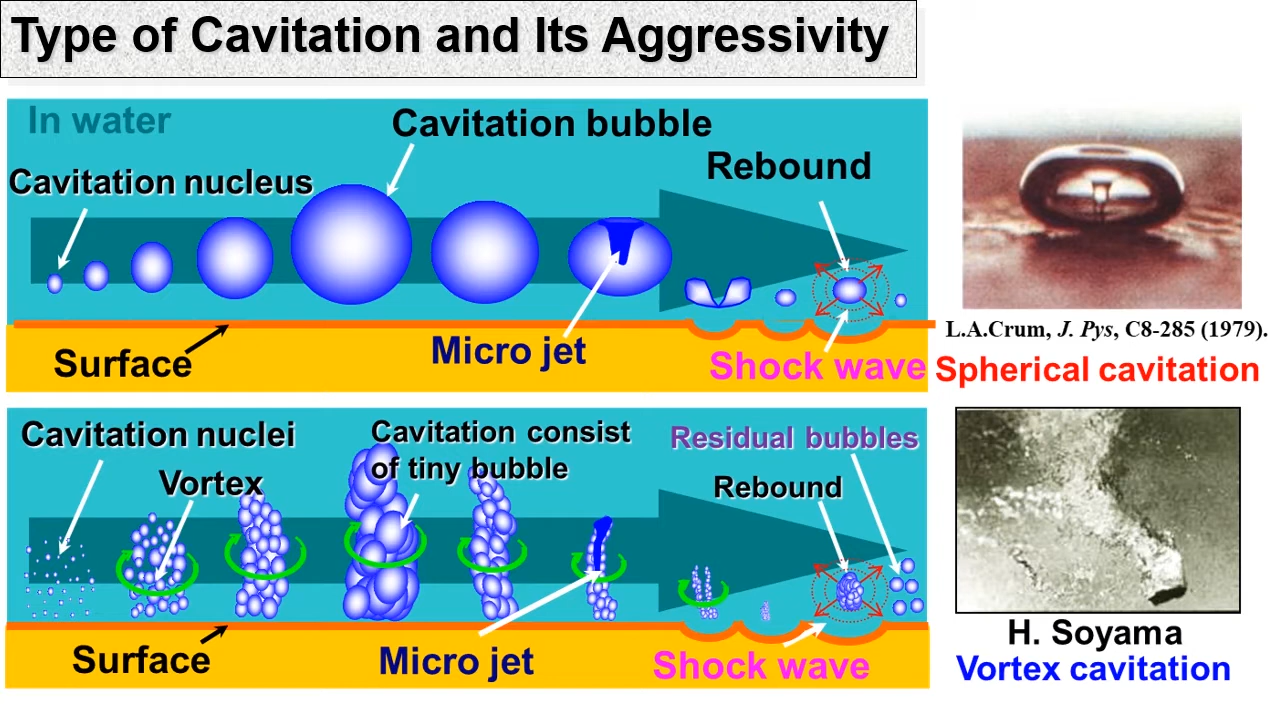 Type of Cavitation and Its Aggressivity
In water
Cavitation bubble
Rebound
Cavitation nucleus
Surface
Micro jet
Shock wave
L.A.Crum, J. Pys, C8-285 (1979).
Spherical cavitation
Cavitation nuclei
Vortex
Cavitation consist
of tiny bubble
Residual bubbles
Rebound
Surface
Micro jet
Shock wave
H. Soyama
Vortex cavitation